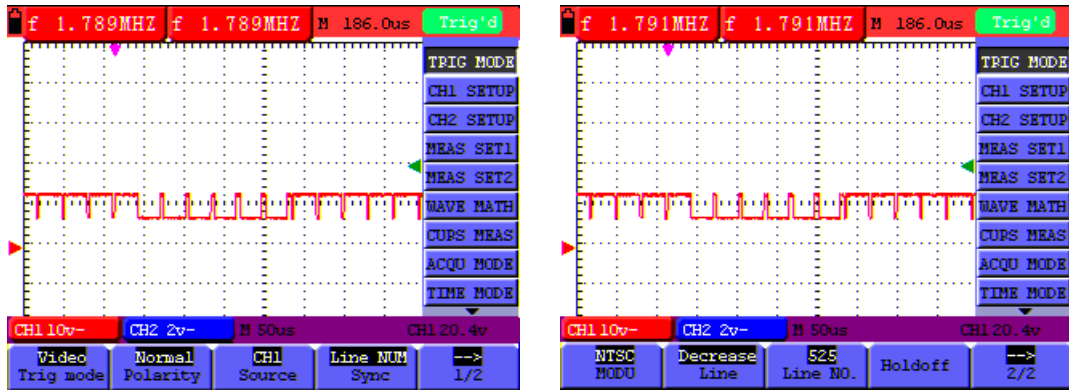 f 1.789MHZ f 1.789MHZ M 186.0us Trig'd
TRIG MODE
CH1 SETUP
CH2 SETUP
MEAS SET1
MEAS SET2
WAVE MATH
CURS MEAS
ACQU MODE
TIME MODE
CH1 10v- CH2 2v- M 50us CH1 20.4v
Video Normal CH1 Line NUM -->
Trig mode Polarity Source Sync 1/2
f 1.791MHZ f 1.791MHZ M 186.0us Trig'd
TRIG MODE
CH1 SETUP
CH2 SETUP
MEAS SET1
MEAS SET2
WAVE MATH
CURS MEAS
ACQU MODE
TIME MODE
CH1 10v- CH2 2v- M 50us CH1 20.4v
NTSC Decrease 525 Holdoff -->
MODU Line Line NO. 2/2